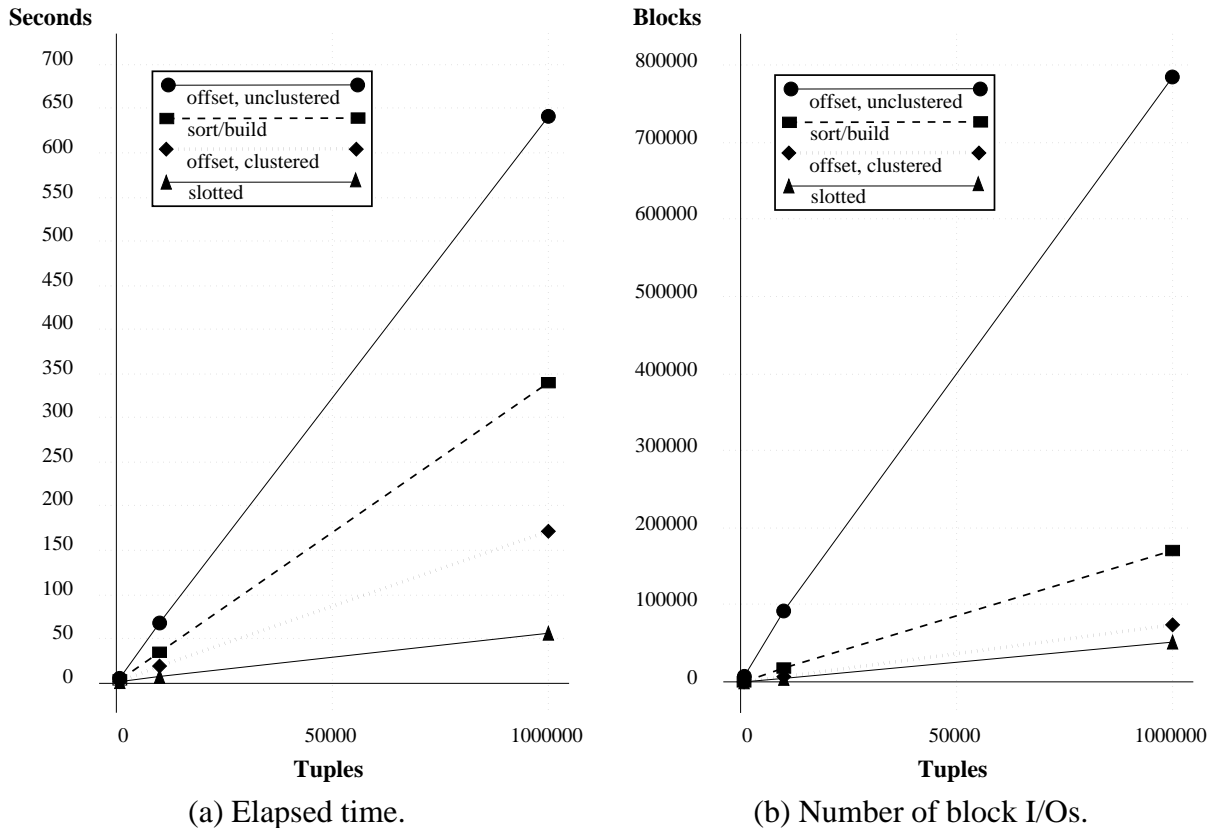 Seconds
700
650
600
550
500
450
400
350
300
250
200
150
100
50
0
offset, unclustered
sort/build
offset, clustered
slotted
0
50000
1000000
Tuples
(a) Elapsed time.
Blocks
800000
700000
600000
500000
400000
300000
200000
100000
0
offset, unclustered
sort/build
offset, clustered
slotted
0
50000
1000000
Tuples
(b) Number of block I/Os.